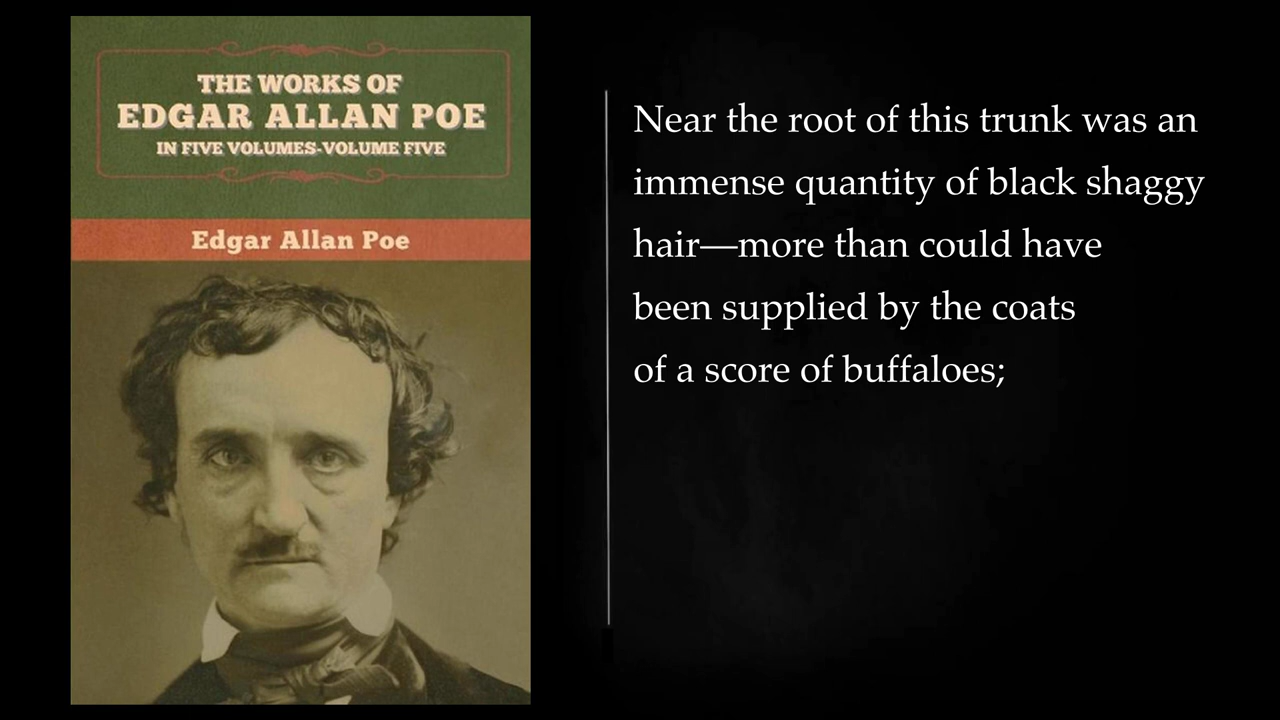 THE WORKS OF
EDGAR ALLAN POE
IN FIVE VOLUMES-VOLUME FIVE
Edgar Allan Poe
Near the root of this trunk was an
immense quantity of black shaggy
hair—more than could have
been supplied by the coats
of a score of buffaloes;